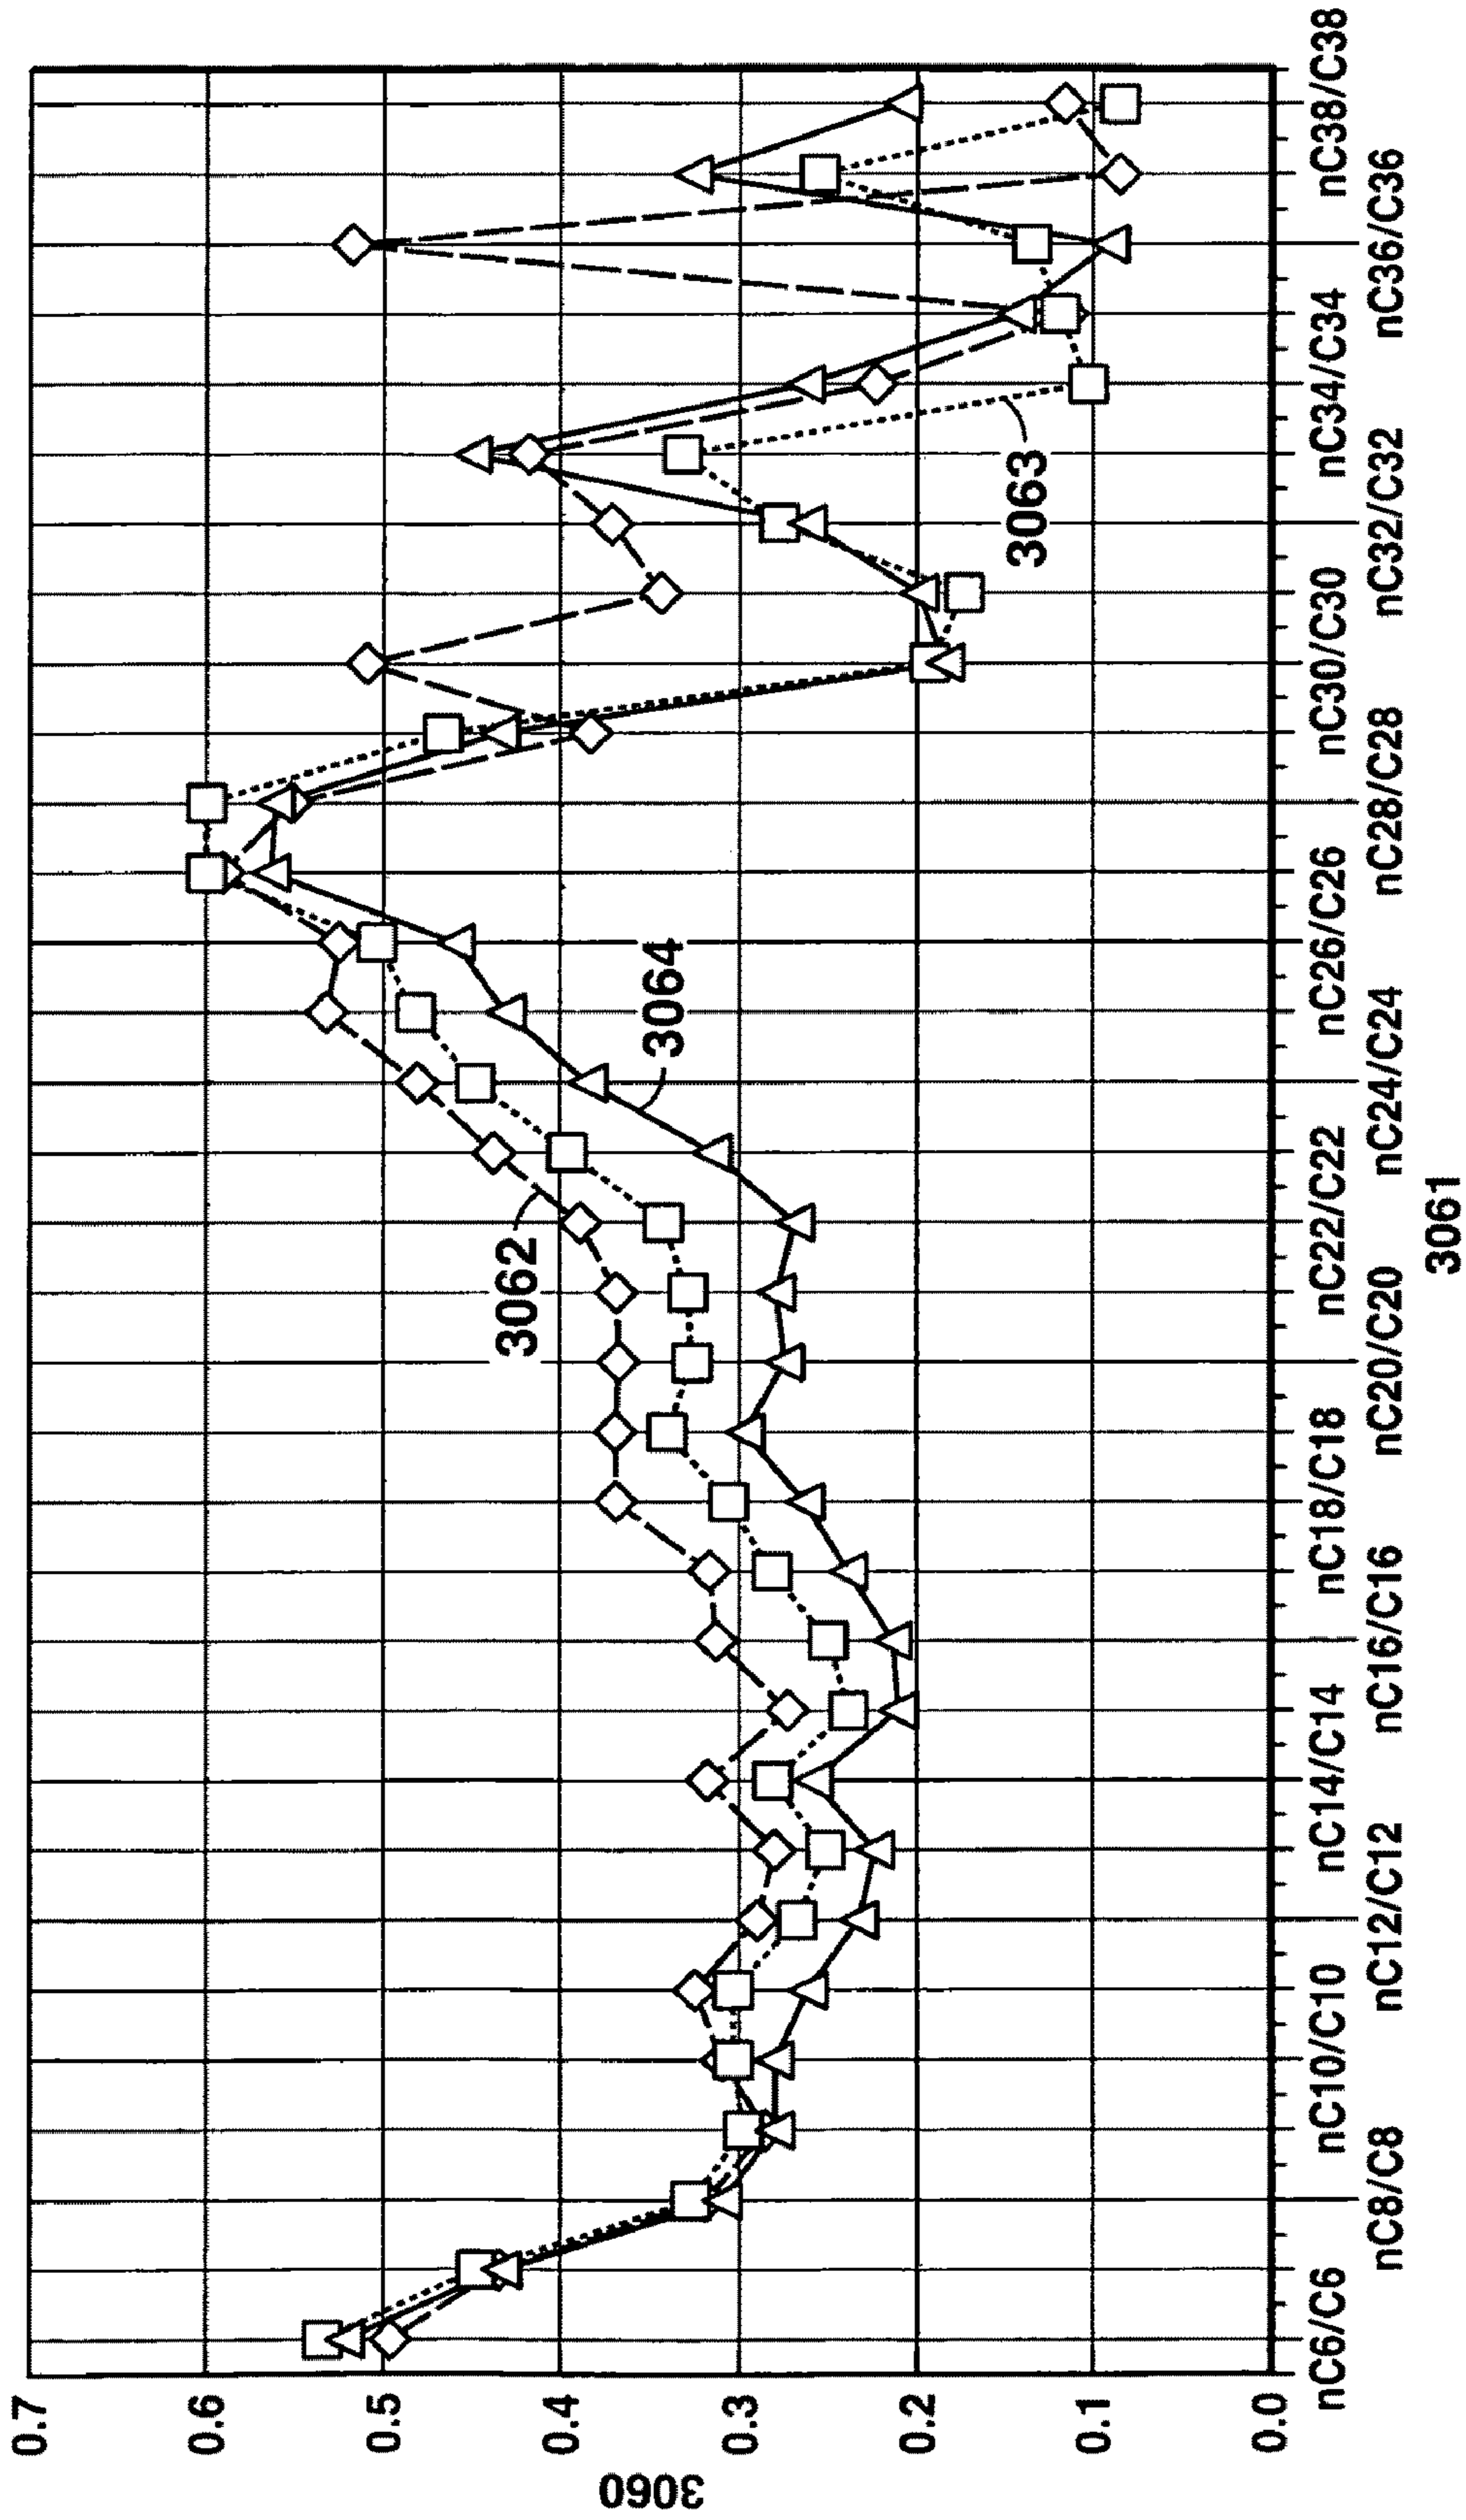 3060
0.7
0.6
0.5
0.4
0.3
0.2
0.1
0.0
3062
3064
3063
nC6/C6
nC8/C8
nC10/C10
nC12/C12
nC14/C14
nC16/C16
nC18/C18
nC20/C20
nC22/C22
nC24/C24
nC26/C26
nC28/C28
nC30/C30
nC32/C32
nC34/C34
nC36/C36
nC38/C38
3061